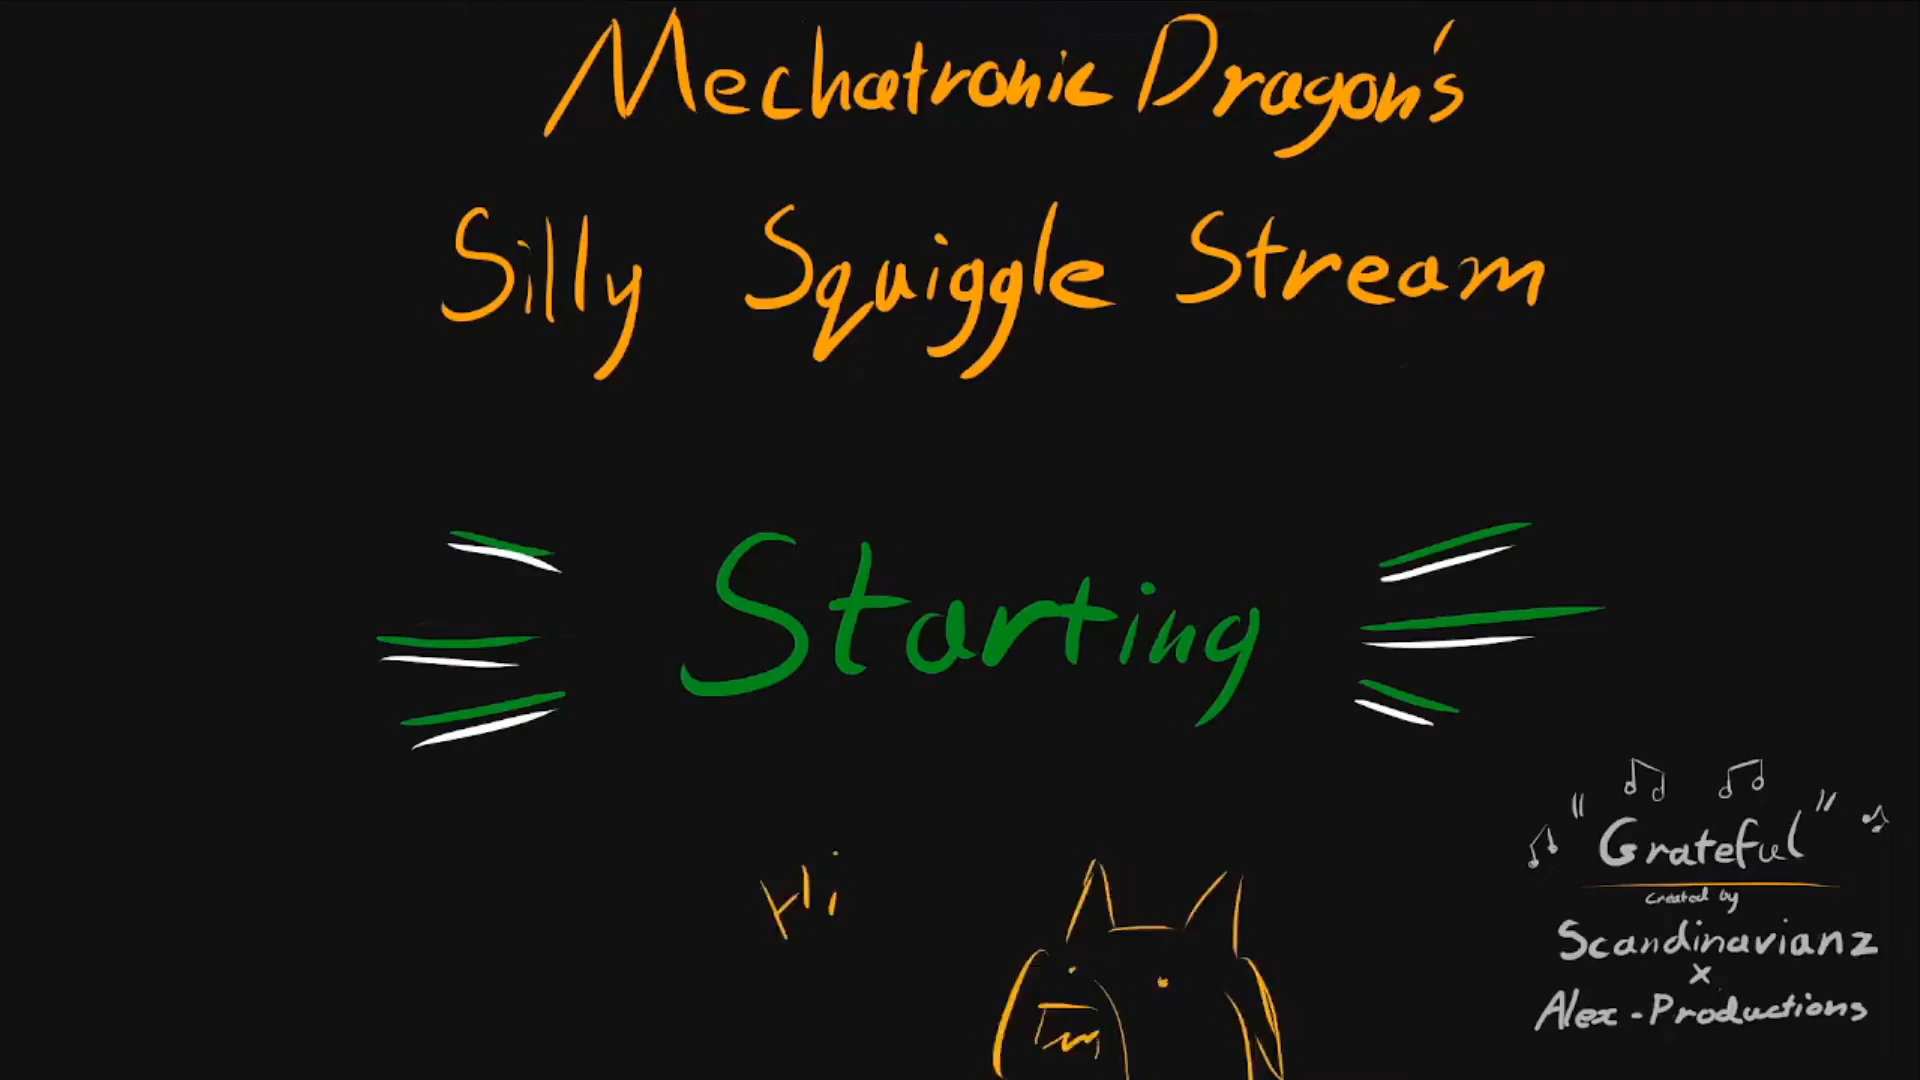 Mechatronic Dragon's
Silly Squiggle Stream
Starting
Hi
"Grateful"
Created by
Scandinavianz
x
Alex-Productions